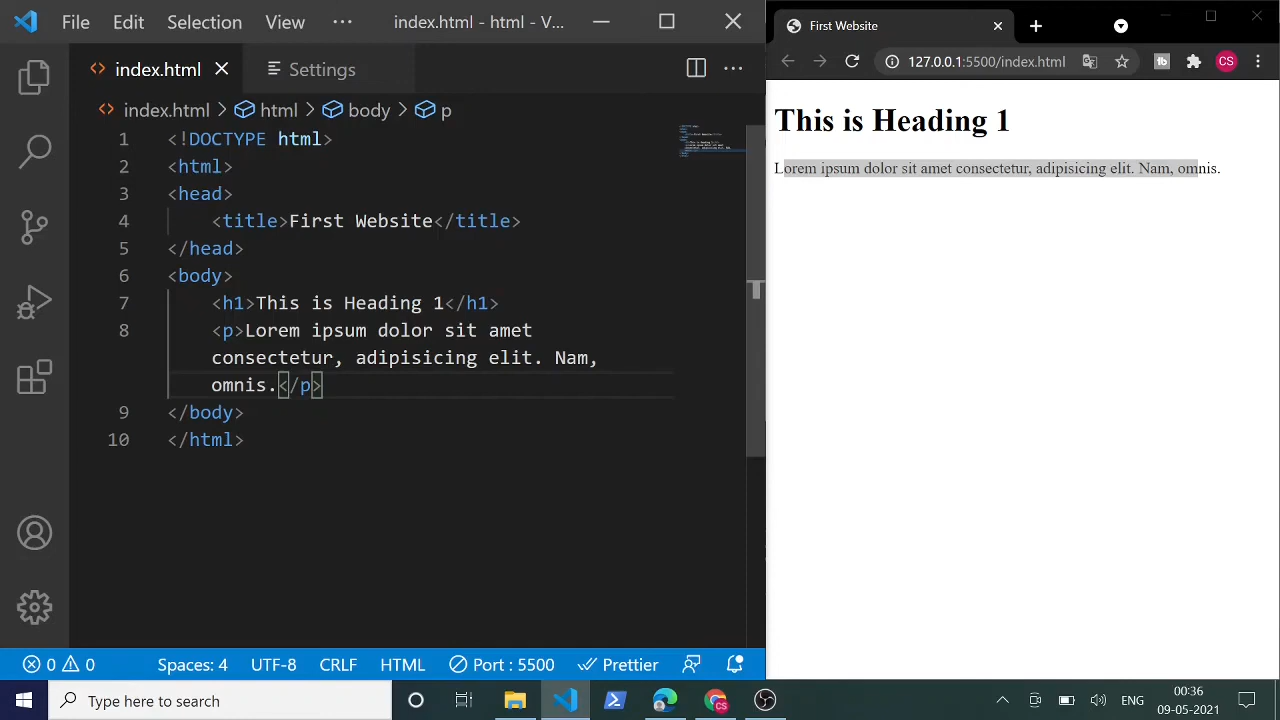 File Edit Selection View ··· index.html - html - V...
index.html Settings
index.html > html > body > p
1 <!DOCTYPE html>
2 <html>
3 <head>
4 <title>First Website</title>
5 </head>
6 <body>
7 <h1>This is Heading 1</h1>
8 <p>Lorem ipsum dolor sit amet
consectetur, adipisicing elit. Nam,
omnis.</p>
9 </body>
10 </html>
0 0 Spaces: 4 UTF-8 CRLF HTML Port : 5500 Prettier
First Website
127.0.0.1:5500/index.html tb CS
This is Heading 1
Lorem ipsum dolor sit amet consectetur, adipisicing elit. Nam, omnis.
Type here to search
CS
ENG
00:36
09-05-2021